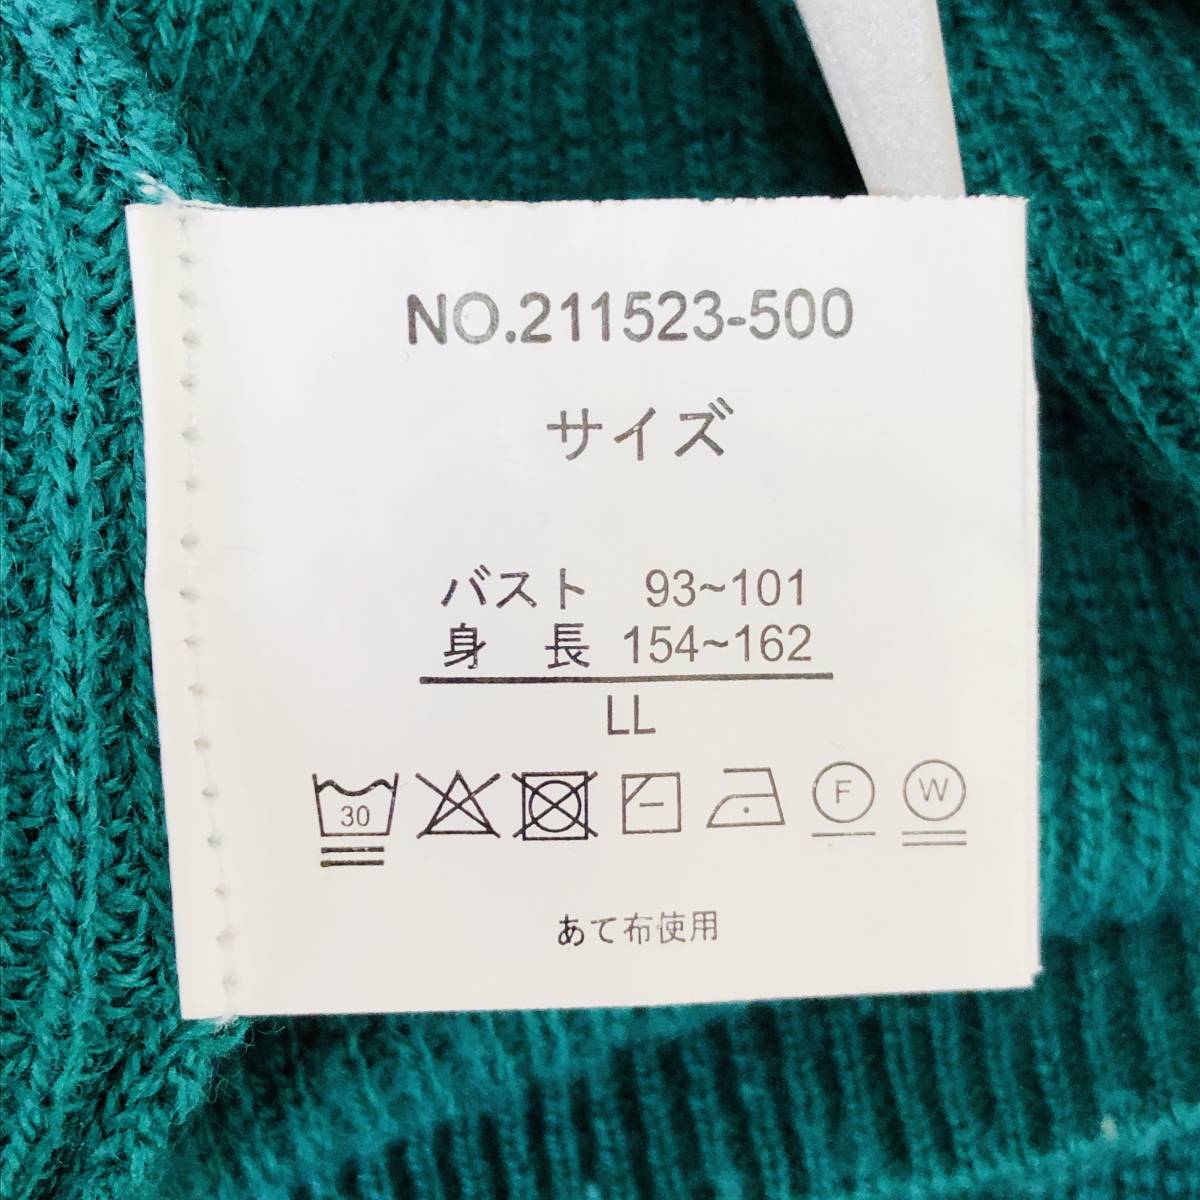 NO.211523-500
サイズ
バスト 93~101
身 長 154~162
LL
30 F W
あて布使用